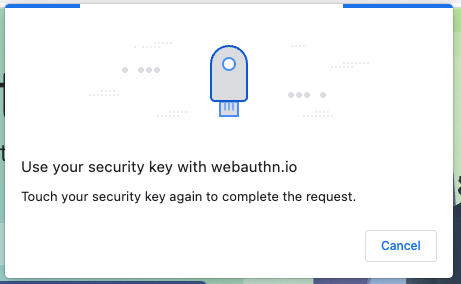 Use your security key with webauthn.io
Touch your security key again to complete the request.
Cancel